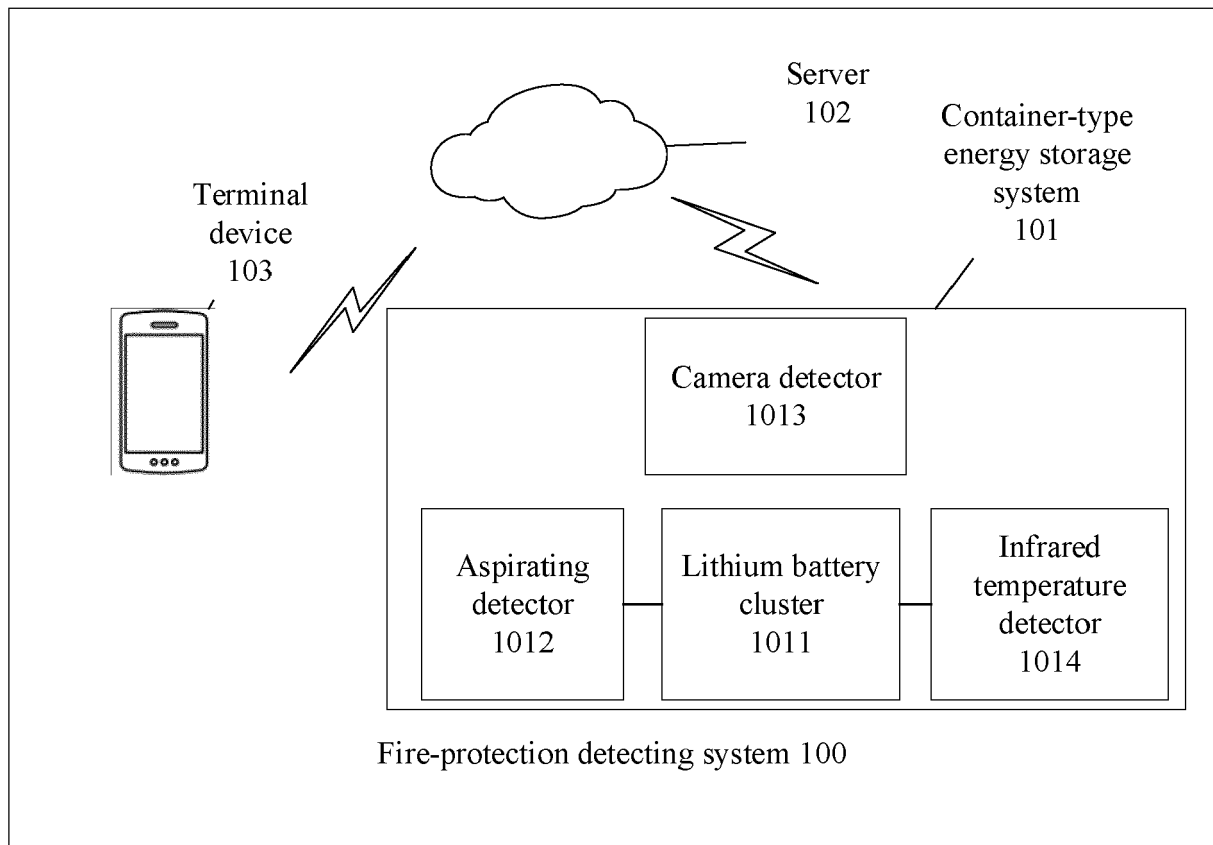 Server
102
Container-type
energy storage
system
101
Terminal
device
103
Camera detector
1013
Aspirating
detector
1012
Lithium battery
cluster
1011
Infrared
temperature
detector
1014
Fire-protection detecting system 100